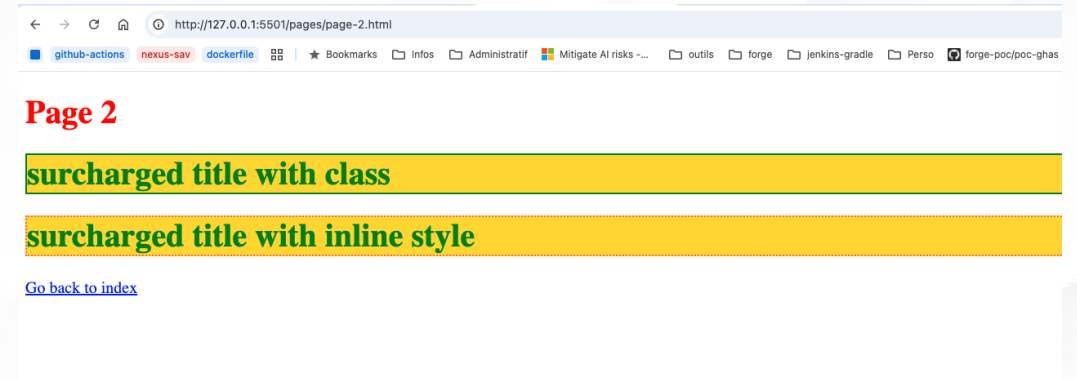 http://127.0.0.1:5501/pages/page-2.html
github-actions nexus-sav dockerfile Bookmarks Infos Administratif Mitigate AI risks -... outils forge jenkins-gradle Perso forge-poc/poc-ghas
Page 2
surcharged title with class
surcharged title with inline style
Go back to index